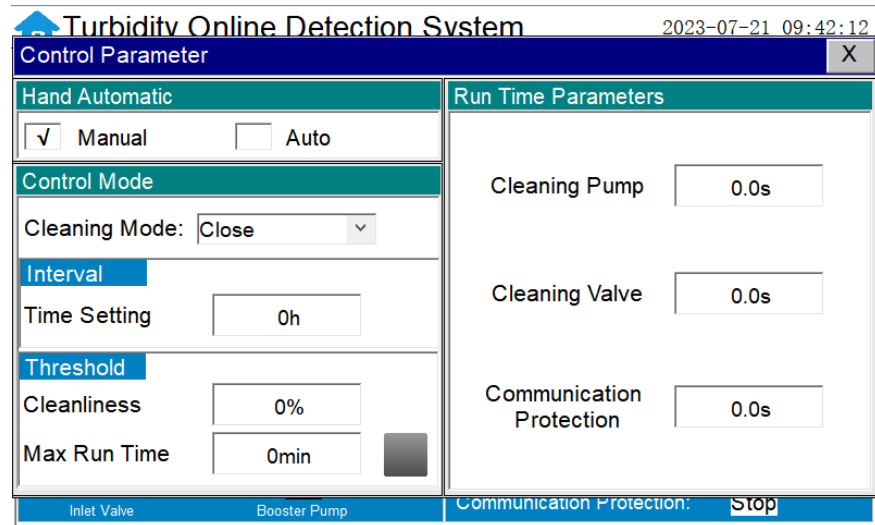 Turbidity Online Detection System
2023-07-21 09:42:12
Control Parameter
X
Hand Automatic
√ Manual
Auto
Control Mode
Cleaning Mode: Close
Interval
Time Setting 0h
Threshold
Cleanliness 0%
Max Run Time 0min
Run Time Parameters
Cleaning Pump 0.0s
Cleaning Valve 0.0s
Communication
Protection 0.0s
Inlet Valve
Booster Pump
Communication Protection: Stop